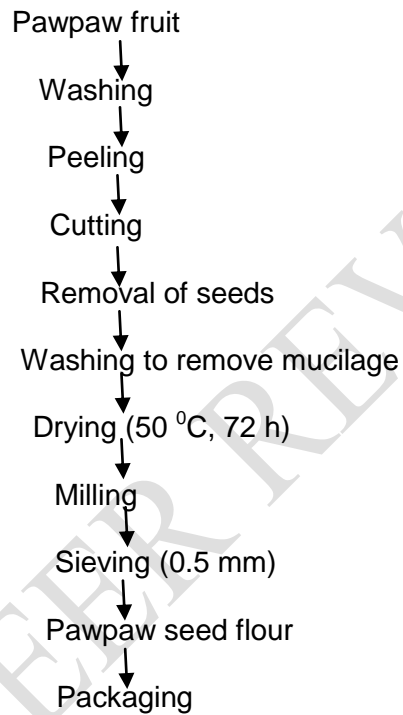 Pawpaw fruit
Washing
Peeling
Cutting
Removal of seeds
Washing to remove mucilage
Drying (50 ⁰C, 72 h)
Milling
Sieving (0.5 mm)
Pawpaw seed flour
Packaging